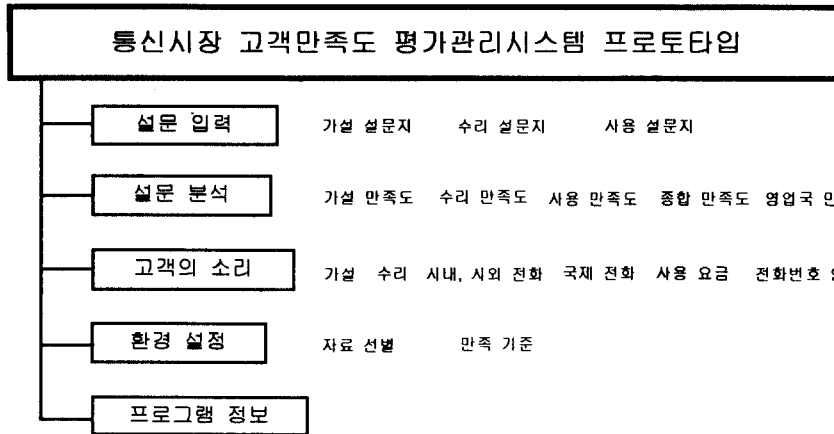 통신시장 고객만족도 평가관리시스템 프로토타입
설문 입력 가설 설문지 수리 설문지 사용 설문지
설문 분석 가설 만족도 수리 만족도 사용 만족도 종합 만족도 영업국
고객의 소리 가설 수리 시내, 시외 전화 국제 전화 사용 요금 전화번호
환경 설정 자료 선별 만족 기준
프로그램 정보